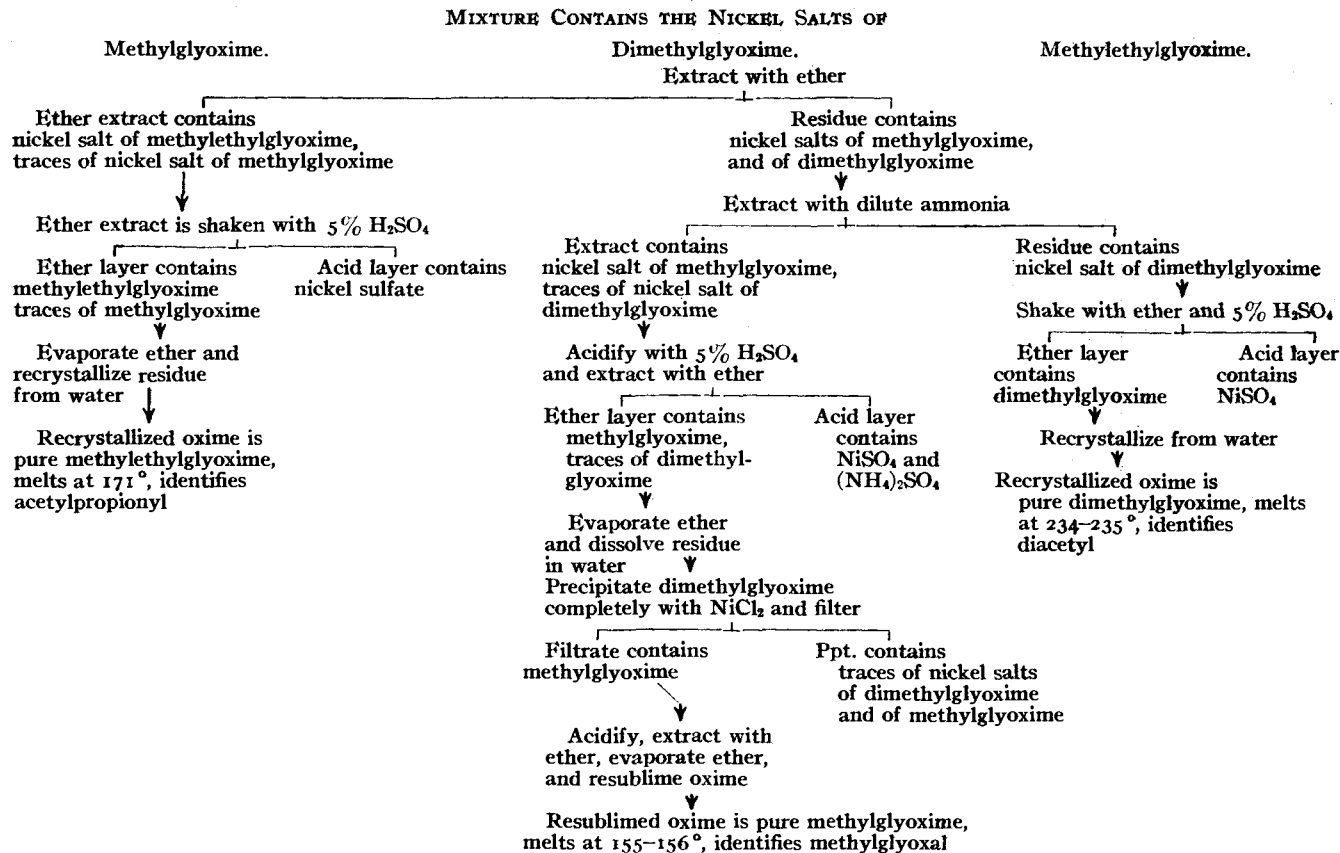 MIXTURE CONTAINS THE NICKEL SALTS OF
Methylglyoxime.
Dimethylglyoxime.
Methylethylglyoxime.
Extract with ether
Ether extract contains
nickel salt of methylethylglyoxime,
traces of nickel salt of methylglyoxime
Residue contains
nickel salts of methylglyoxime,
and of dimethylglyoxime
Ether extract is shaken with 5% H₂SO₄
Extract with dilute ammonia
Ether layer contains
methylethylglyoxime
traces of methylglyoxime
Acid layer contains
nickel sulfate
Extract contains
nickel salt of methylglyoxime,
traces of nickel salt of
dimethylglyoxime
Residue contains
nickel salt of dimethylglyoxime
Evaporate ether and
recrystallize residue
from water
Acidify with 5% H₂SO₄
and extract with ether
Shake with ether and 5% H₂SO₄
Ether layer
contains
dimethylglyoxime
Acid layer
contains
NiSO₄
Recrystallized oxime is
pure methylethylglyoxime,
melts at 171°, identifies
acetylpropionyl
Ether layer contains
methylglyoxime,
traces of dimethyl-
glyoxime
Acid layer
contains
NiSO₄ and
(NH₄)₂SO₄
Recrystallize from water
Recrystallized oxime is
pure dimethylglyoxime, melts
at 234–235°, identifies
diacetyl
Evaporate ether
and dissolve residue
in water
Precipitate dimethylglyoxime
completely with NiCl₂ and filter
Filtrate contains
methylglyoxime
Ppt. contains
traces of nickel salts
of dimethylglyoxime
and of methylglyoxime
Acidify, extract with
ether, evaporate ether,
and resublime oxime
Resublimed oxime is pure methylglyoxime,
melts at 155–156°, identifies methylglyoxal